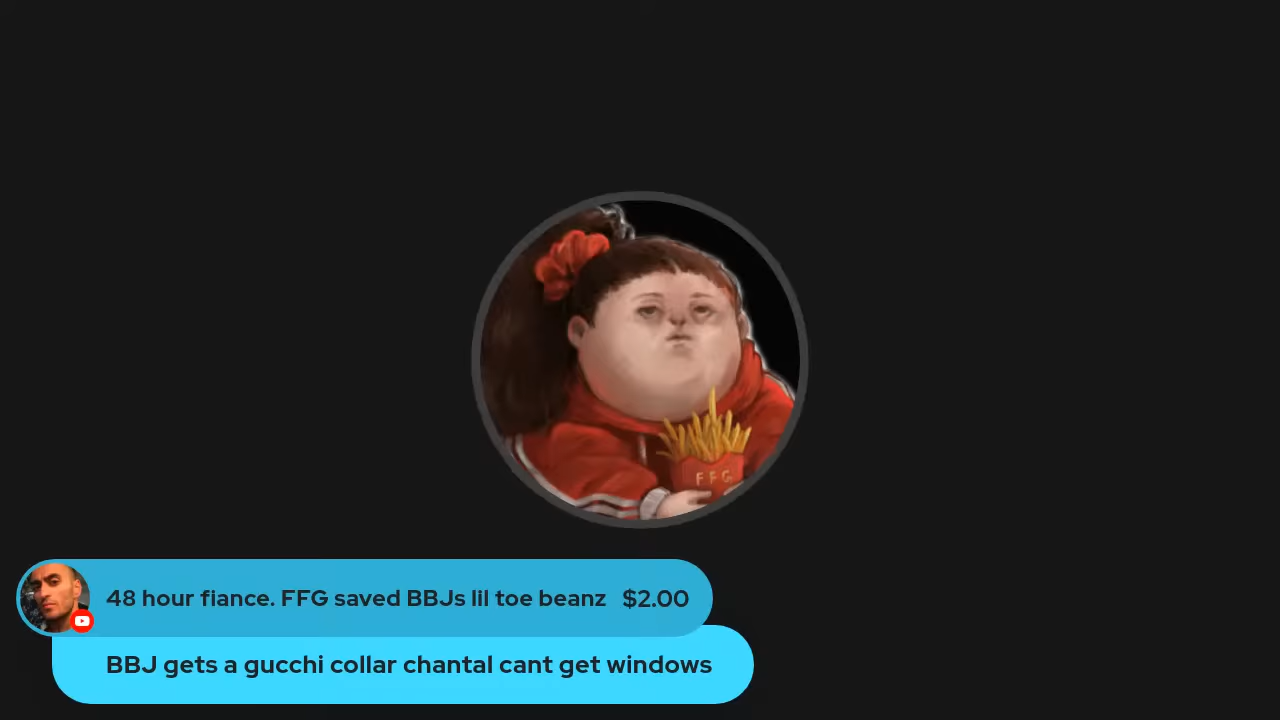 FFG
48 hour fiance. FFG saved BBJs lil toe beanz $2.00
BBJ gets a gucchi collar chantal cant get windows